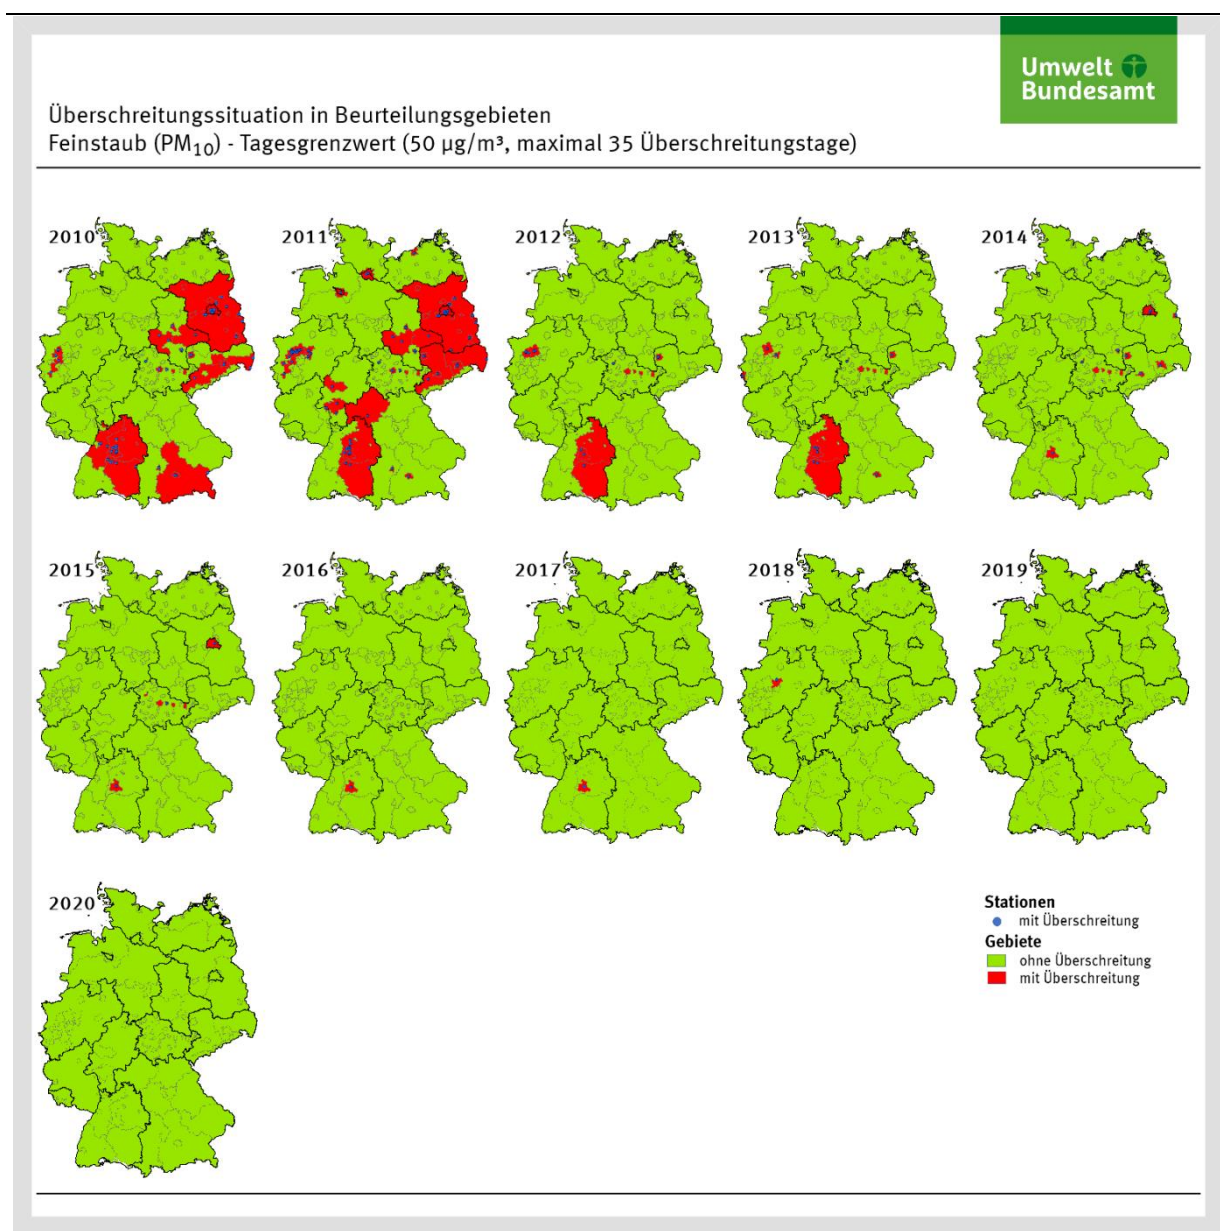 Umwelt
Bundesamt
Überschreitungssituation in Beurteilungsgebieten
Feinstaub (PM₁₀) - Tagesgrenzwert (50 µg/m³, maximal 35 Überschreitungstage)
2010
2011
2012
2013
2014
2015
2016
2017
2018
2019
2020
Stationen
mit Überschreitung
Gebiete
ohne Überschreitung
mit Überschreitung